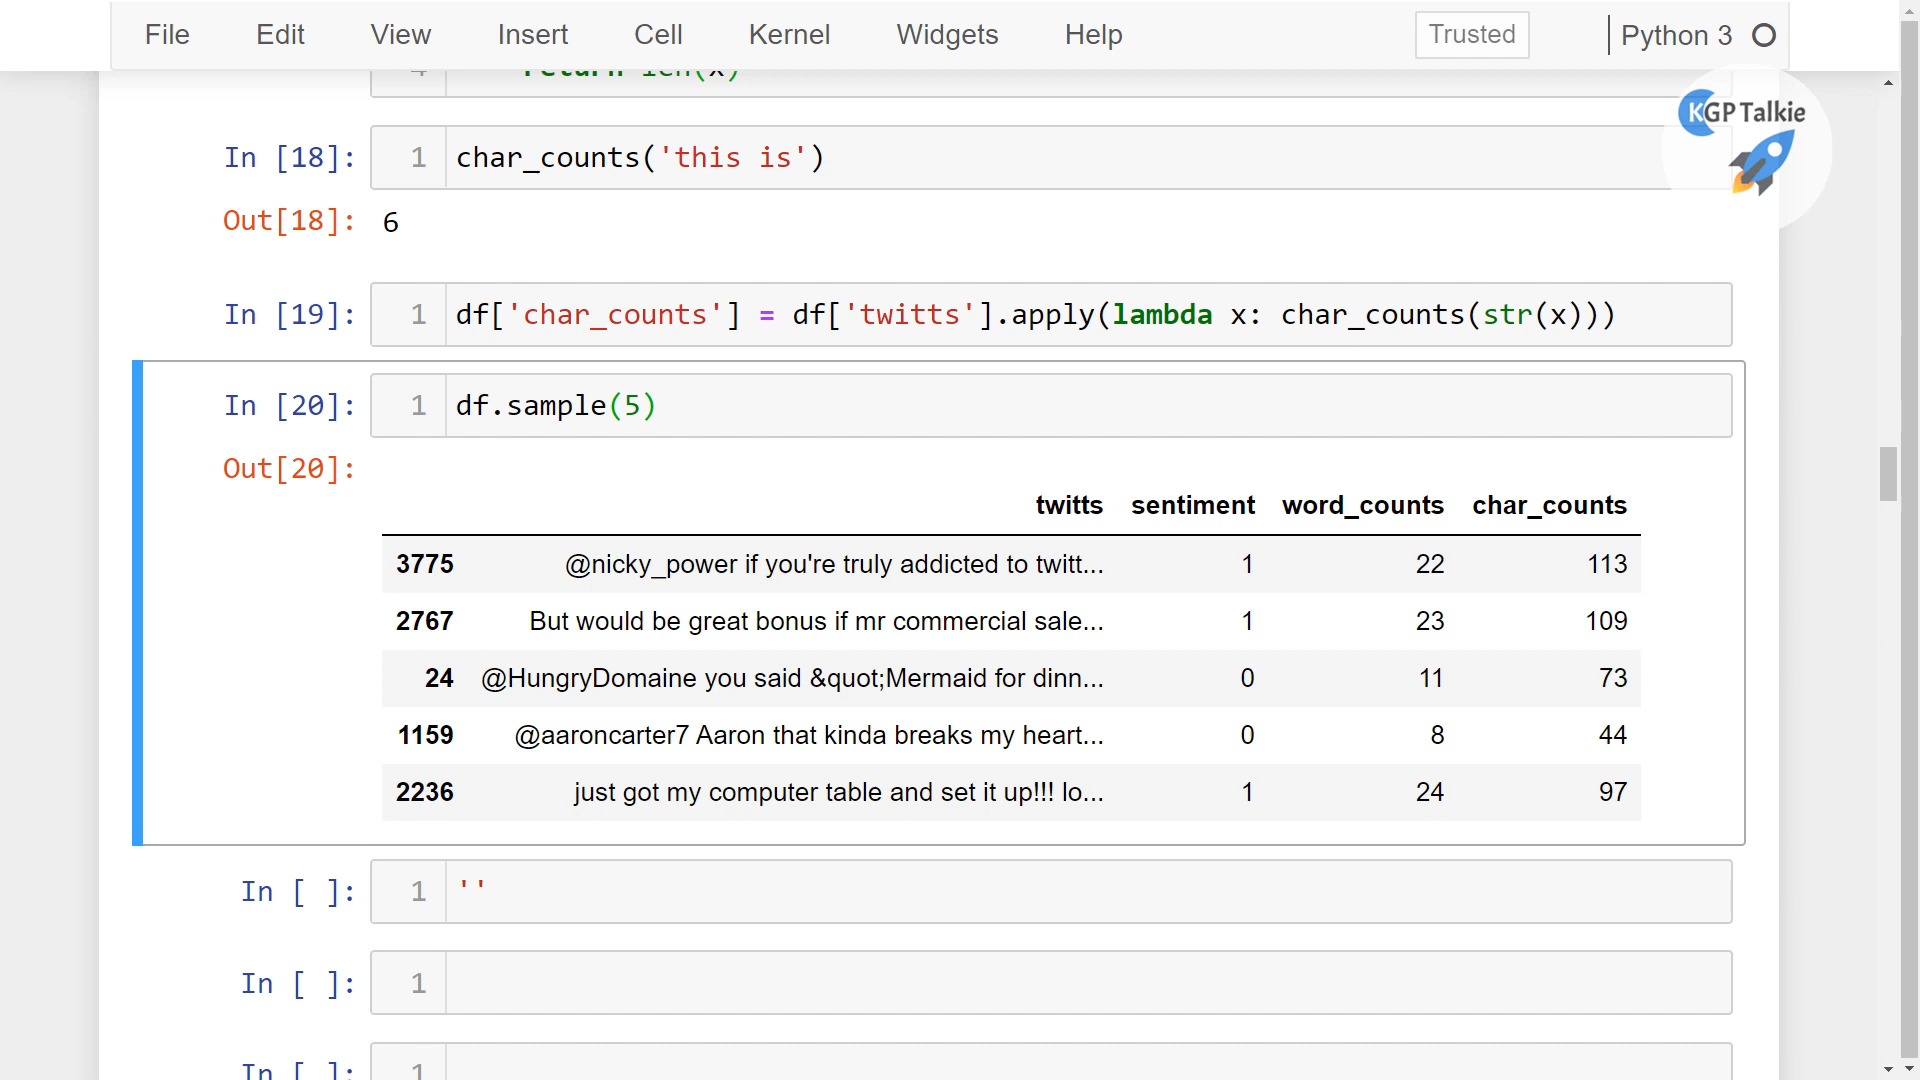 File Edit View Insert Cell Kernel Widgets Help Trusted Python 3
4 return len(x)
KGP Talkie
In [18]: 1 char_counts('this is')
Out[18]: 6
In [19]: 1 df['char_counts'] = df['twitts'].apply(lambda x: char_counts(str(x)))
In [20]: 1 df.sample(5)
Out[20]:
twitts sentiment word_counts char_counts
3775 @nicky_power if you're truly addicted to twitt... 1 22 113
2767 But would be great bonus if mr commercial sale... 1 23 109
24 @HungryDomaine you said &quot;Mermaid for dinn... 0 11 73
1159 @aaroncarter7 Aaron that kinda breaks my heart... 0 8 44
2236 just got my computer table and set it up!!! lo... 1 24 97
In [ ]: 1 ''
In [ ]: 1
In [ ]: 1